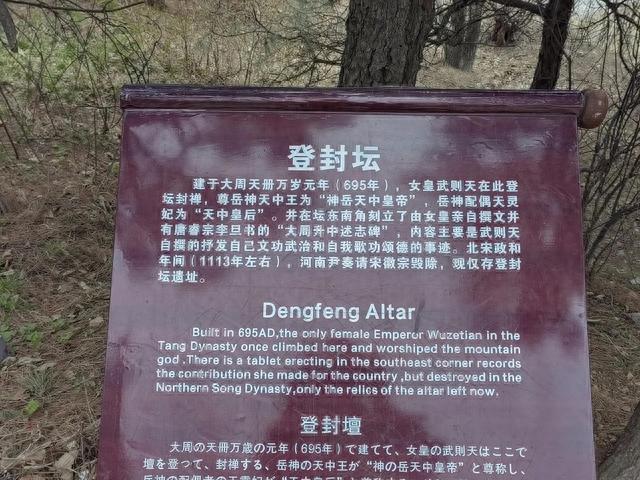 登封坛
建于大周天册万岁元年（695年），女皇武则天在此登
坛封禅，尊岳神天中王为“神岳天中皇帝”，岳神配偶天灵
妃为“天中皇后”。并在坛东南角刻立了由女皇亲自撰文并
有唐睿宗李旦书的“大周升中述志碑”，内容主要是武则天
自撰的抒发自己文功武治和自我歌功颂德的事迹。北宋政和
年间（1113年左右），河南尹奏请宋徽宗毁除，现仅存登封
坛遗址。
Dengfeng Altar
Built in 695AD,the only female Emperor Wuzetian in the
Tang Dynasty once climbed here and worshiped the mountain
god .There is a tablet erecting in the southeast corner records
the contribution she made for the country ,but destroyed in the
Northern Song Dynasty,only the relics of the altar left now.
登封壇
大周の天冊万歳の元年（695年）で建てて、女皇の武則天はここで
壇を登って、封禅する、岳神の天中王が“神の岳天中皇帝”と尊称し、